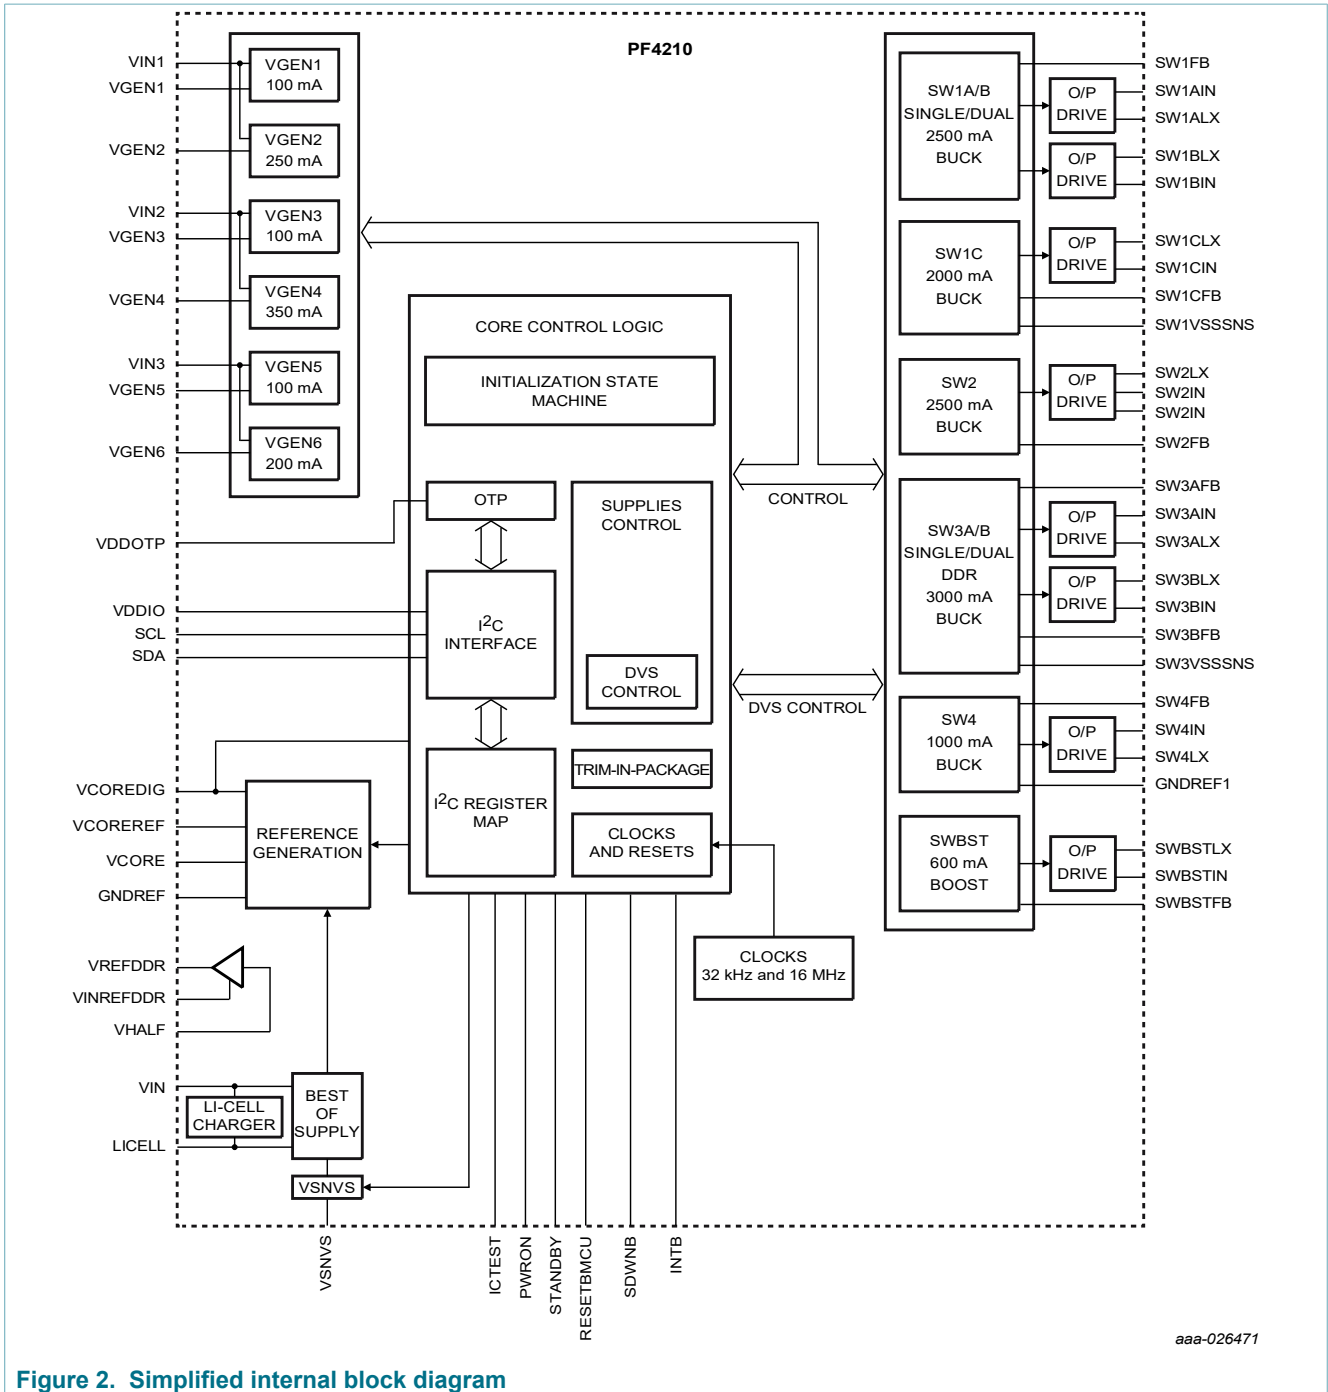 PF4210
VIN1
VGEN1
VGEN2
VIN2
VGEN3
VGEN4
VIN3
VGEN5
VGEN6
VDDOTP
VDDIO
SCL
SDA
VCOREDIG
VCOREREF
VCORE
GNDREF
VREFDDR
VINREFDDR
VHALF
VIN
LICELL
VGEN1
100 mA
VGEN2
250 mA
VGEN3
100 mA
VGEN4
350 mA
VGEN5
100 mA
VGEN6
200 mA
CORE CONTROL LOGIC
INITIALIZATION STATE
MACHINE
OTP
I2C
INTERFACE
I2C REGISTER
MAP
SUPPLIES
CONTROL
DVS
CONTROL
TRIM-IN-PACKAGE
CLOCKS
AND RESETS
CONTROL
DVS CONTROL
REFERENCE
GENERATION
CLOCKS
32 kHz and 16 MHz
LI-CELL
CHARGER
BEST
OF
SUPPLY
VSNVS
SW1A/B
SINGLE/DUAL
2500 mA
BUCK
O/P
DRIVE
O/P
DRIVE
SW1C
2000 mA
BUCK
O/P
DRIVE
SW2
2500 mA
BUCK
O/P
DRIVE
SW3A/B
SINGLE/DUAL
DDR
3000 mA
BUCK
O/P
DRIVE
O/P
DRIVE
SW4
1000 mA
BUCK
O/P
DRIVE
SWBST
600 mA
BOOST
O/P
DRIVE
SW1FB
SW1AIN
SW1ALX
SW1BLX
SW1BIN
SW1CLX
SW1CIN
SW1CFB
SW1VSSSNS
SW2LX
SW2IN
SW2IN
SW2FB
SW3AFB
SW3AIN
SW3ALX
SW3BLX
SW3BIN
SW3BFB
SW3VSSSNS
SW4FB
SW4IN
SW4LX
GNDREF1
SWBSTLX
SWBSTIN
SWBSTFB
VSNVS
ICTEST
PWRON
STANDBY
RESETBMCU
SDWNB
INTB
aaa-026471
Figure 2. Simplified internal block diagram